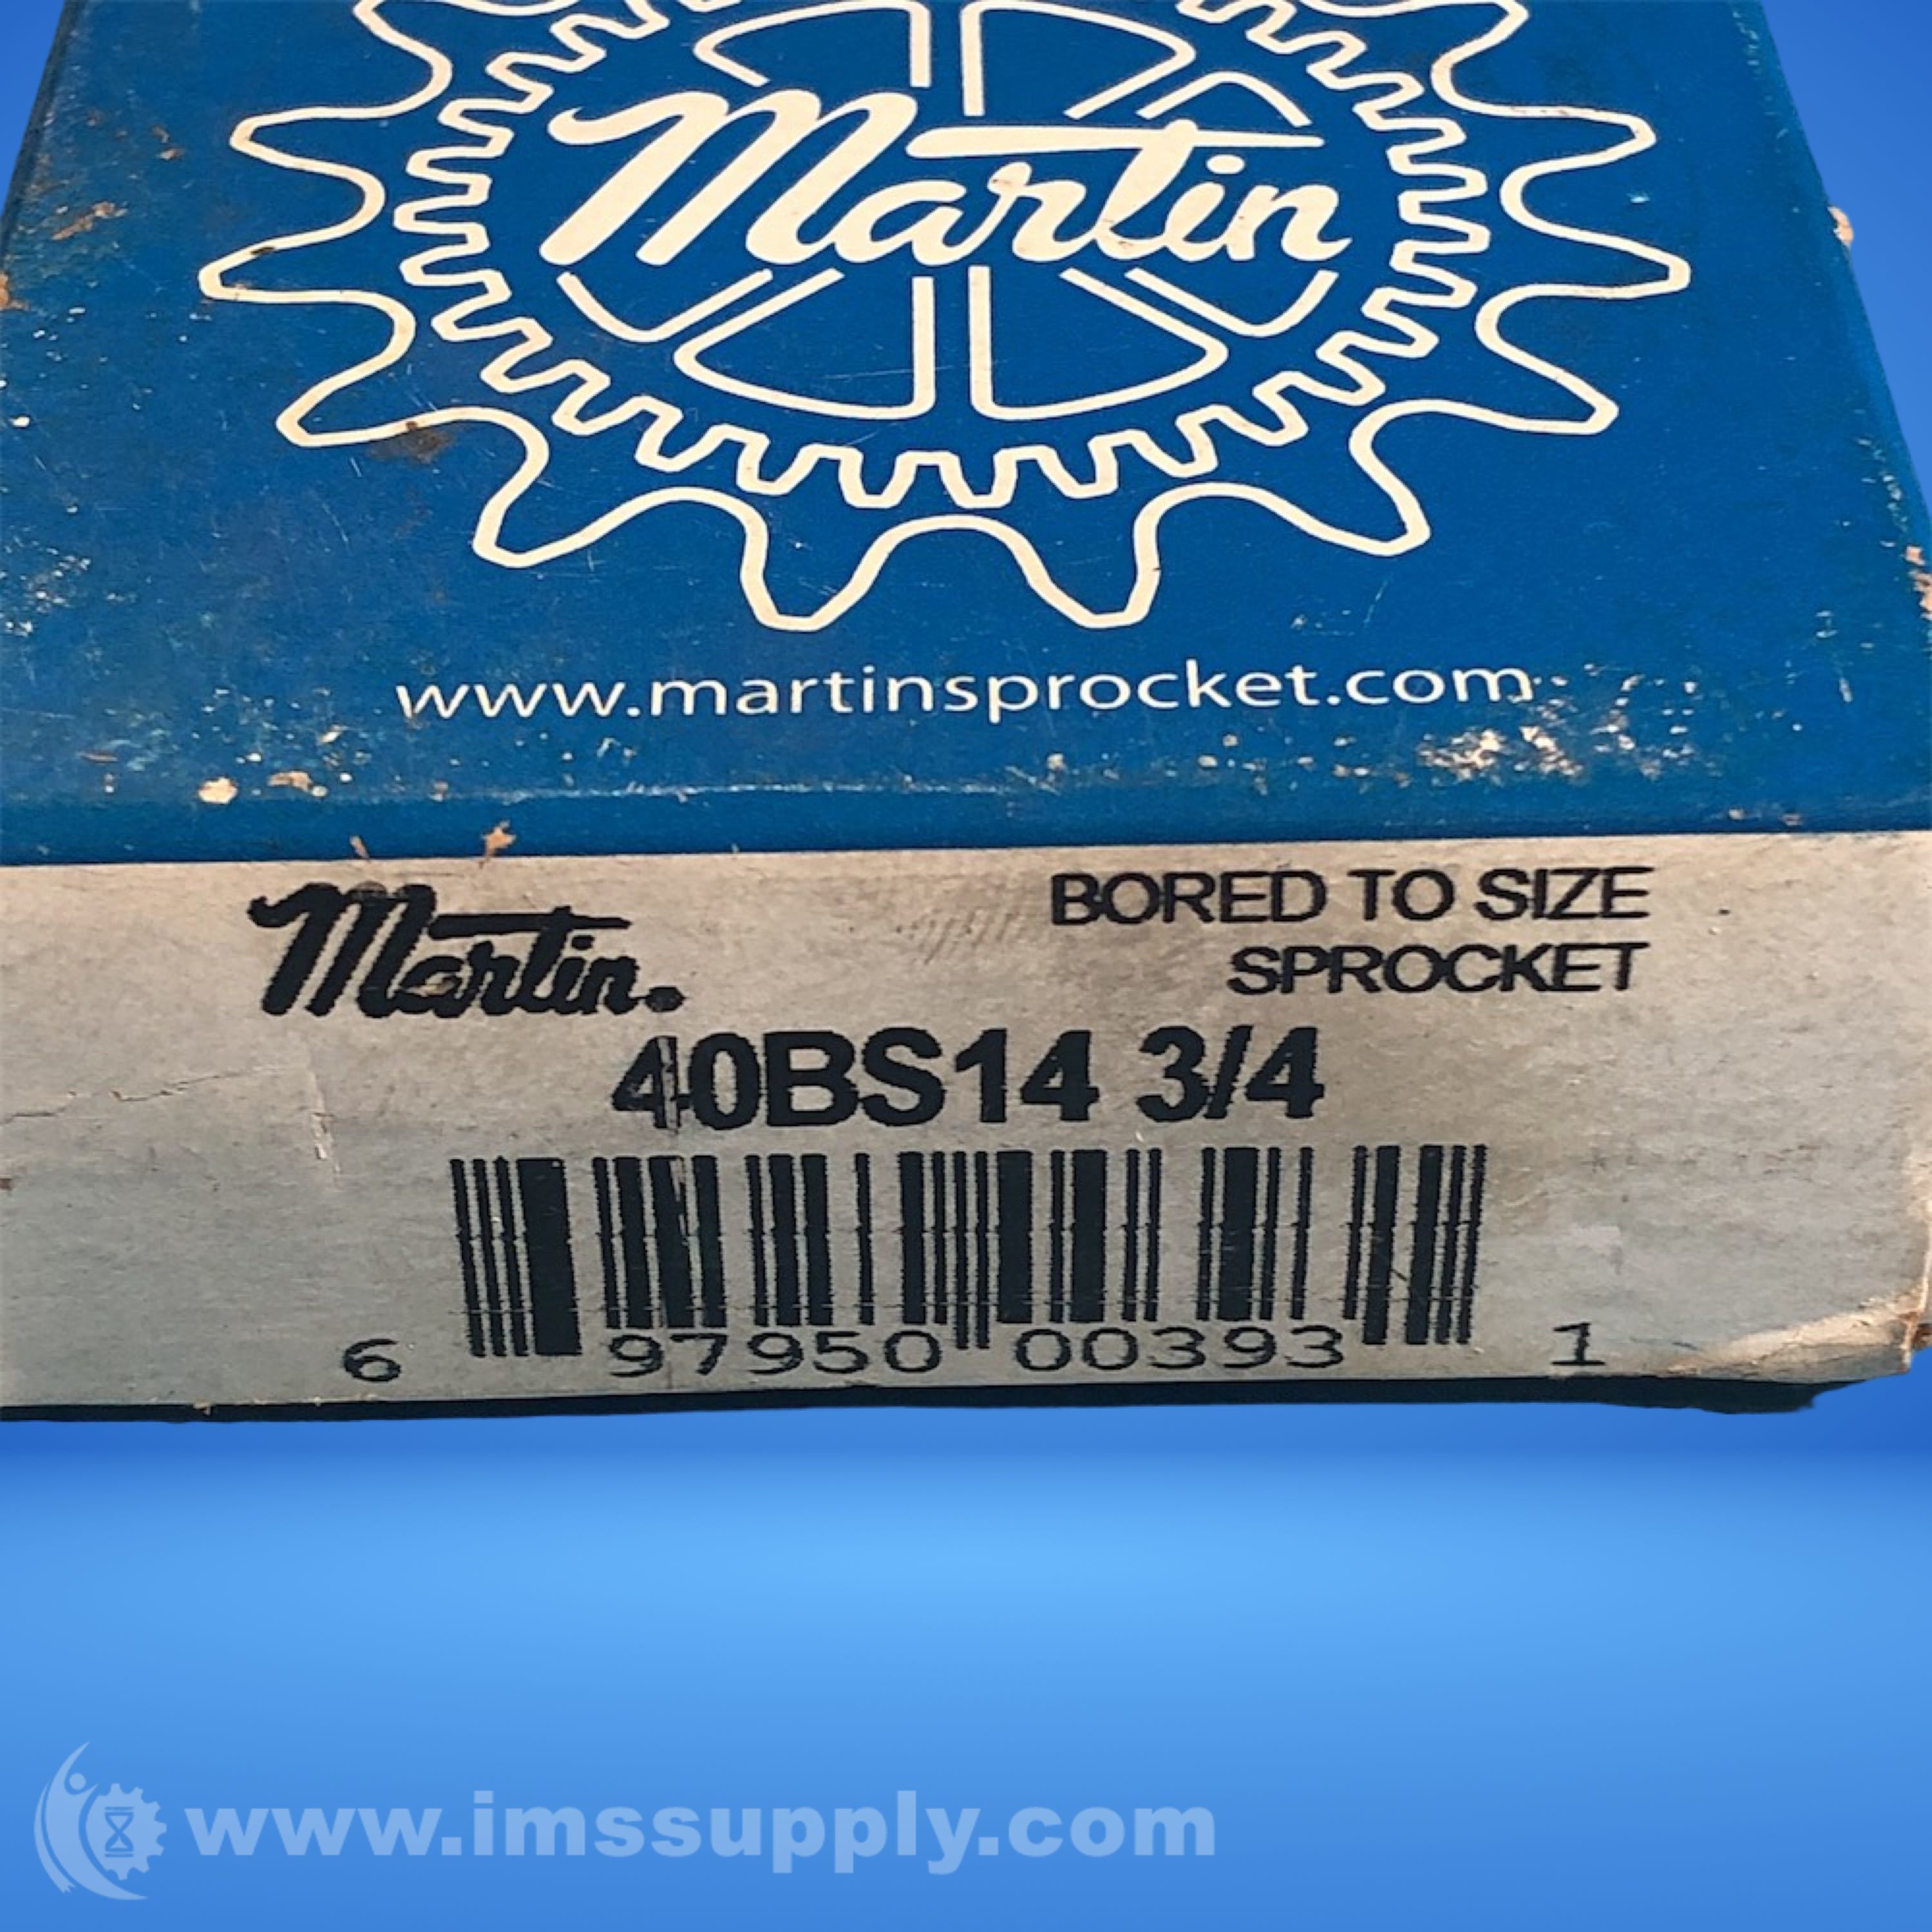 Martin
www.martinsprocket.com
Martin.
BORED TO SIZE
SPROCKET
40BS14 3/4
6 97950 00393 1
www.imssupply.com